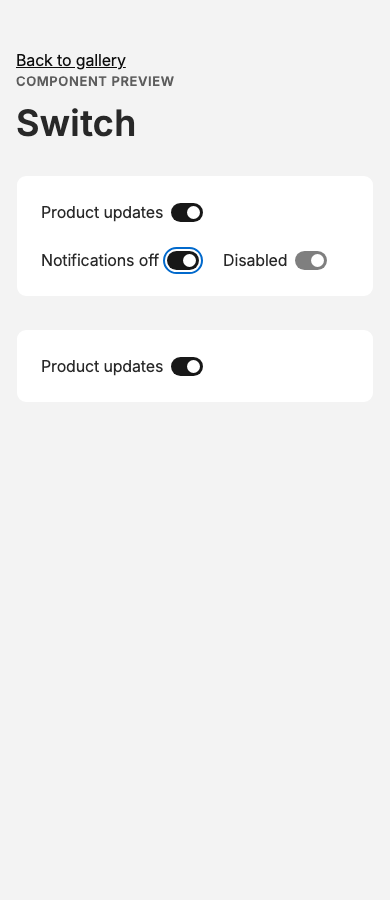 Back to gallery
COMPONENT PREVIEW
Switch
Product updates
Notifications off Disabled
Product updates